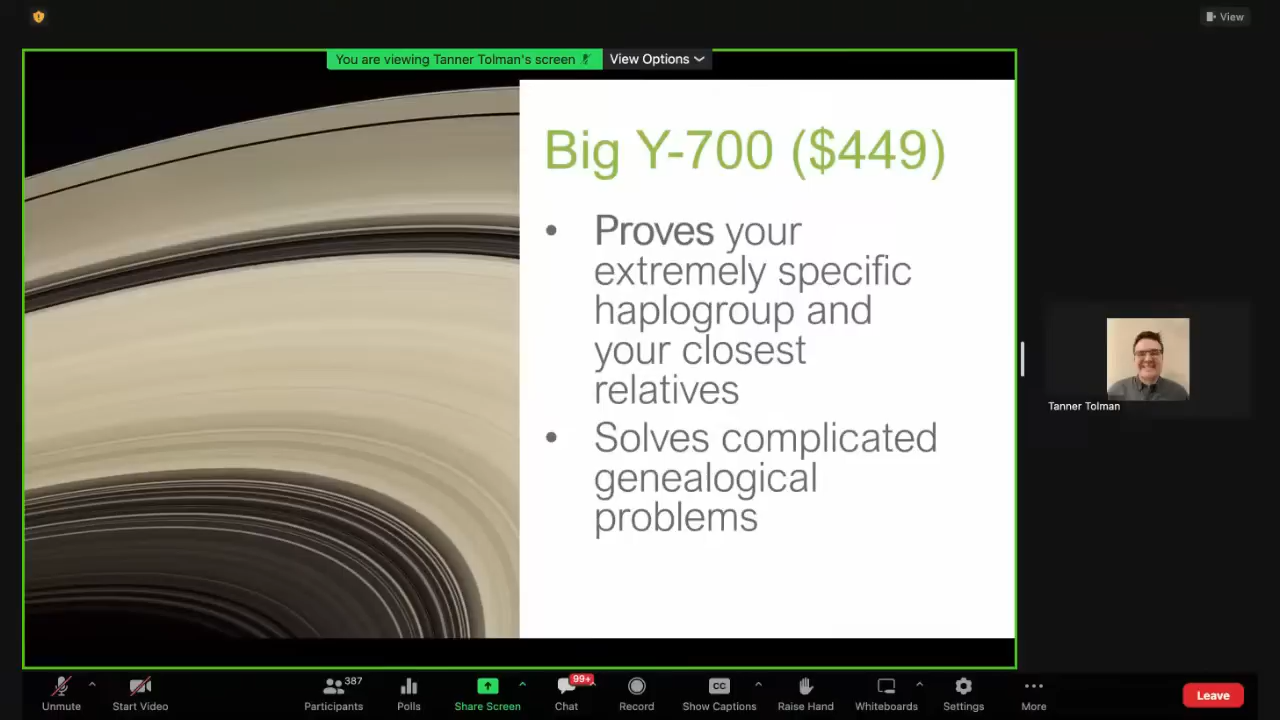 View
You are viewing Tanner Tolman's screen
View Options
Big Y-700 ($449)
• Proves your
extremely specific
haplogroup and
your closest
relatives
• Solves complicated
genealogical
problems
Tanner Tolman
387
99+
CC
Unmute
Start Video
Participants
Polls
Share Screen
Chat
Record
Show Captions
Raise Hand
Whiteboards
Settings
More
Leave